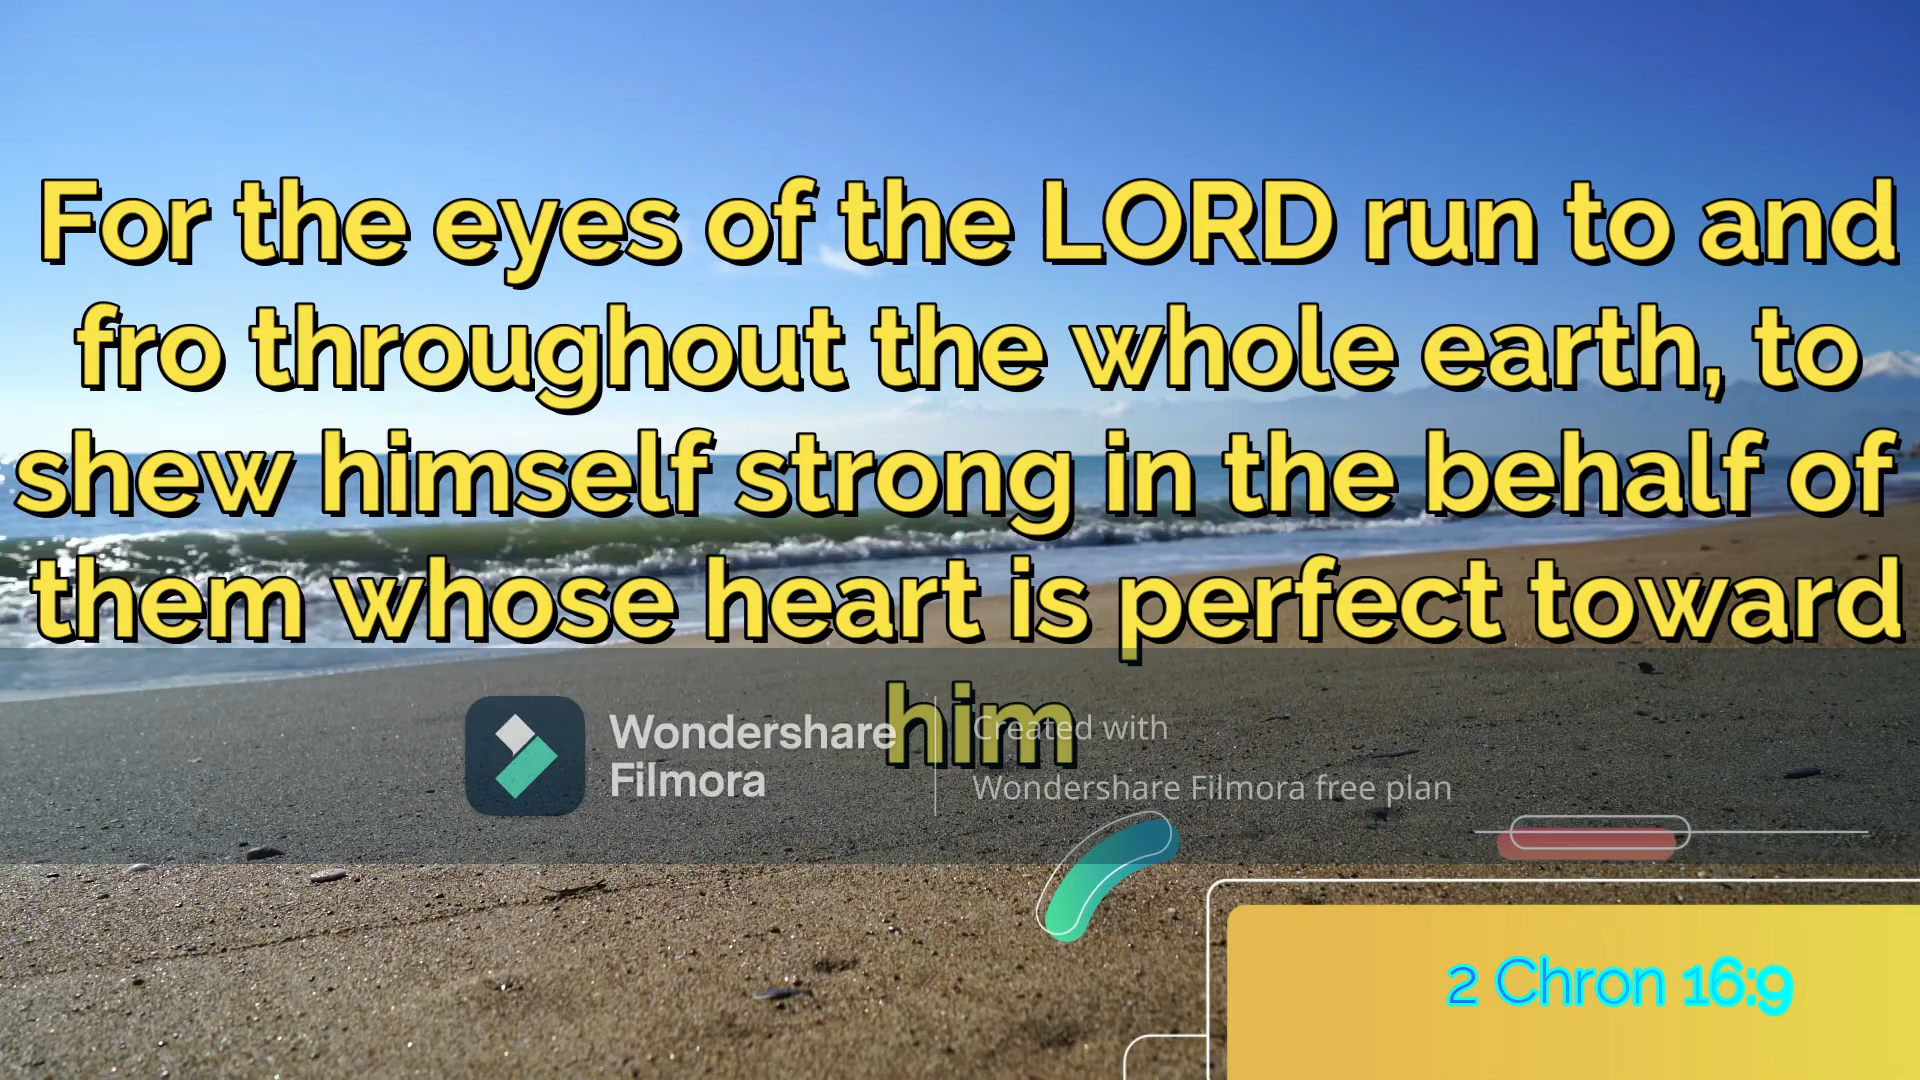 For the eyes of the LORD run to and
fro throughout the whole earth, to
shew himself strong in the behalf of
them whose heart is perfect toward
him
Wondershare
Filmora
Created with
Wondershare Filmora free plan
2 Chron 16:9